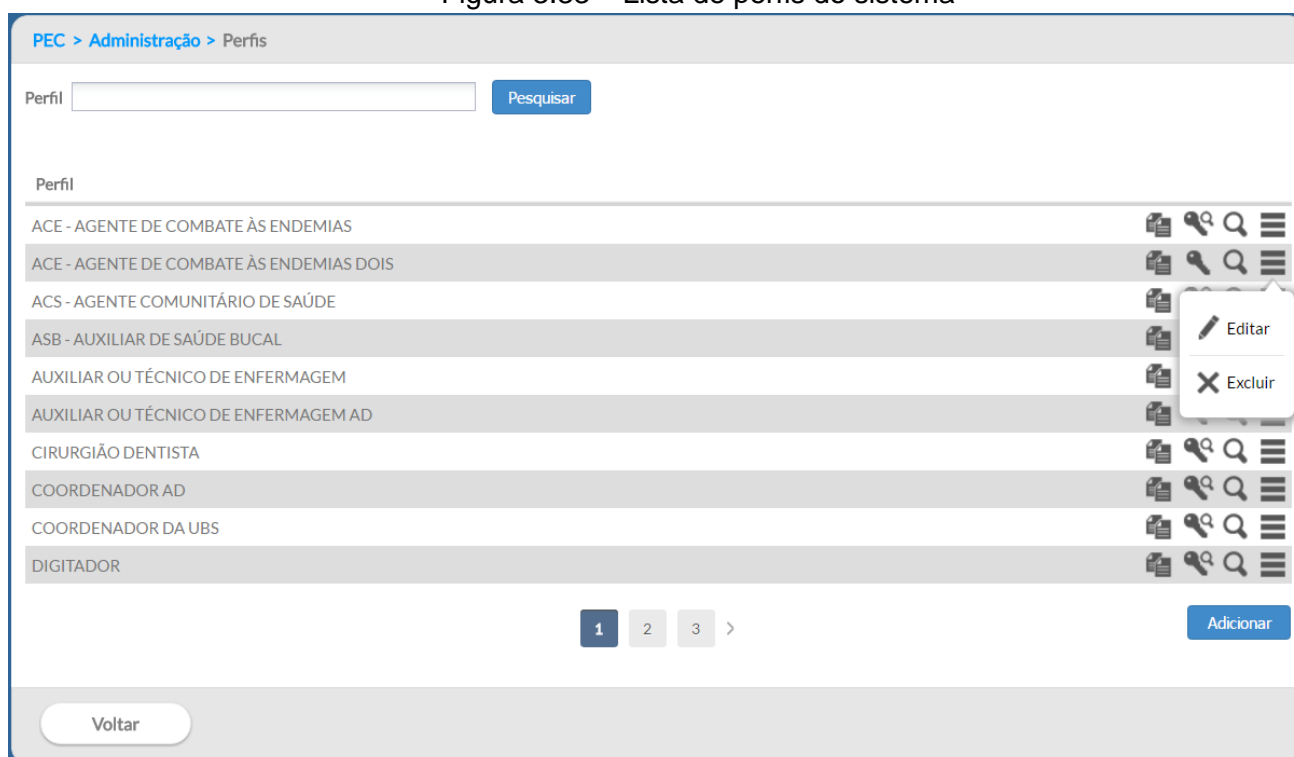 PEC > Administração > Perfis
Perfil
Pesquisar
Perfil
ACE - AGENTE DE COMBATE ÀS ENDEMIAS
ACE - AGENTE DE COMBATE ÀS ENDEMIAS DOIS
ACS - AGENTE COMUNITÁRIO DE SAÚDE
ASB - AUXILIAR DE SAÚDE BUCAL
Editar
AUXILIAR OU TÉCNICO DE ENFERMAGEM
Excluir
AUXILIAR OU TÉCNICO DE ENFERMAGEM AD
CIRURGIÃO DENTISTA
COORDENADOR AD
COORDENADOR DA UBS
DIGITADOR
1 2 3 >
Adicionar
Voltar